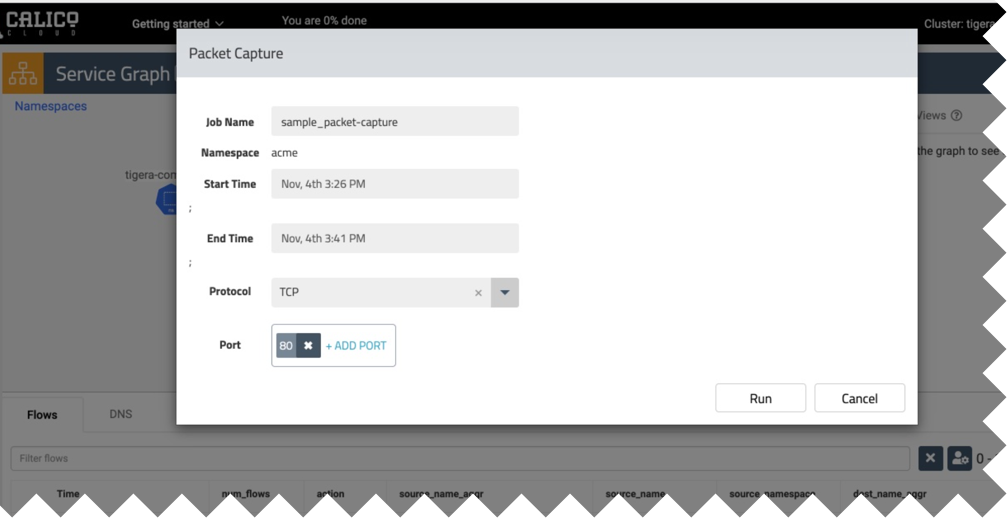 CALICO
CLOUD
Getting started
You are 0% done
Cluster: tigera
Service Graph
Namespaces
Views
the graph to see
tigera-con
Packet Capture
Job Name sample_packet-capture
Namespace acme
Start Time Nov, 4th 3:26 PM
;
End Time Nov, 4th 3:41 PM
;
Protocol TCP
Port 80 + ADD PORT
Run Cancel
Flows DNS
Filter flows 0 -
Time num_flows action source_name_aggr source_name source_namespace dest_name_aggr